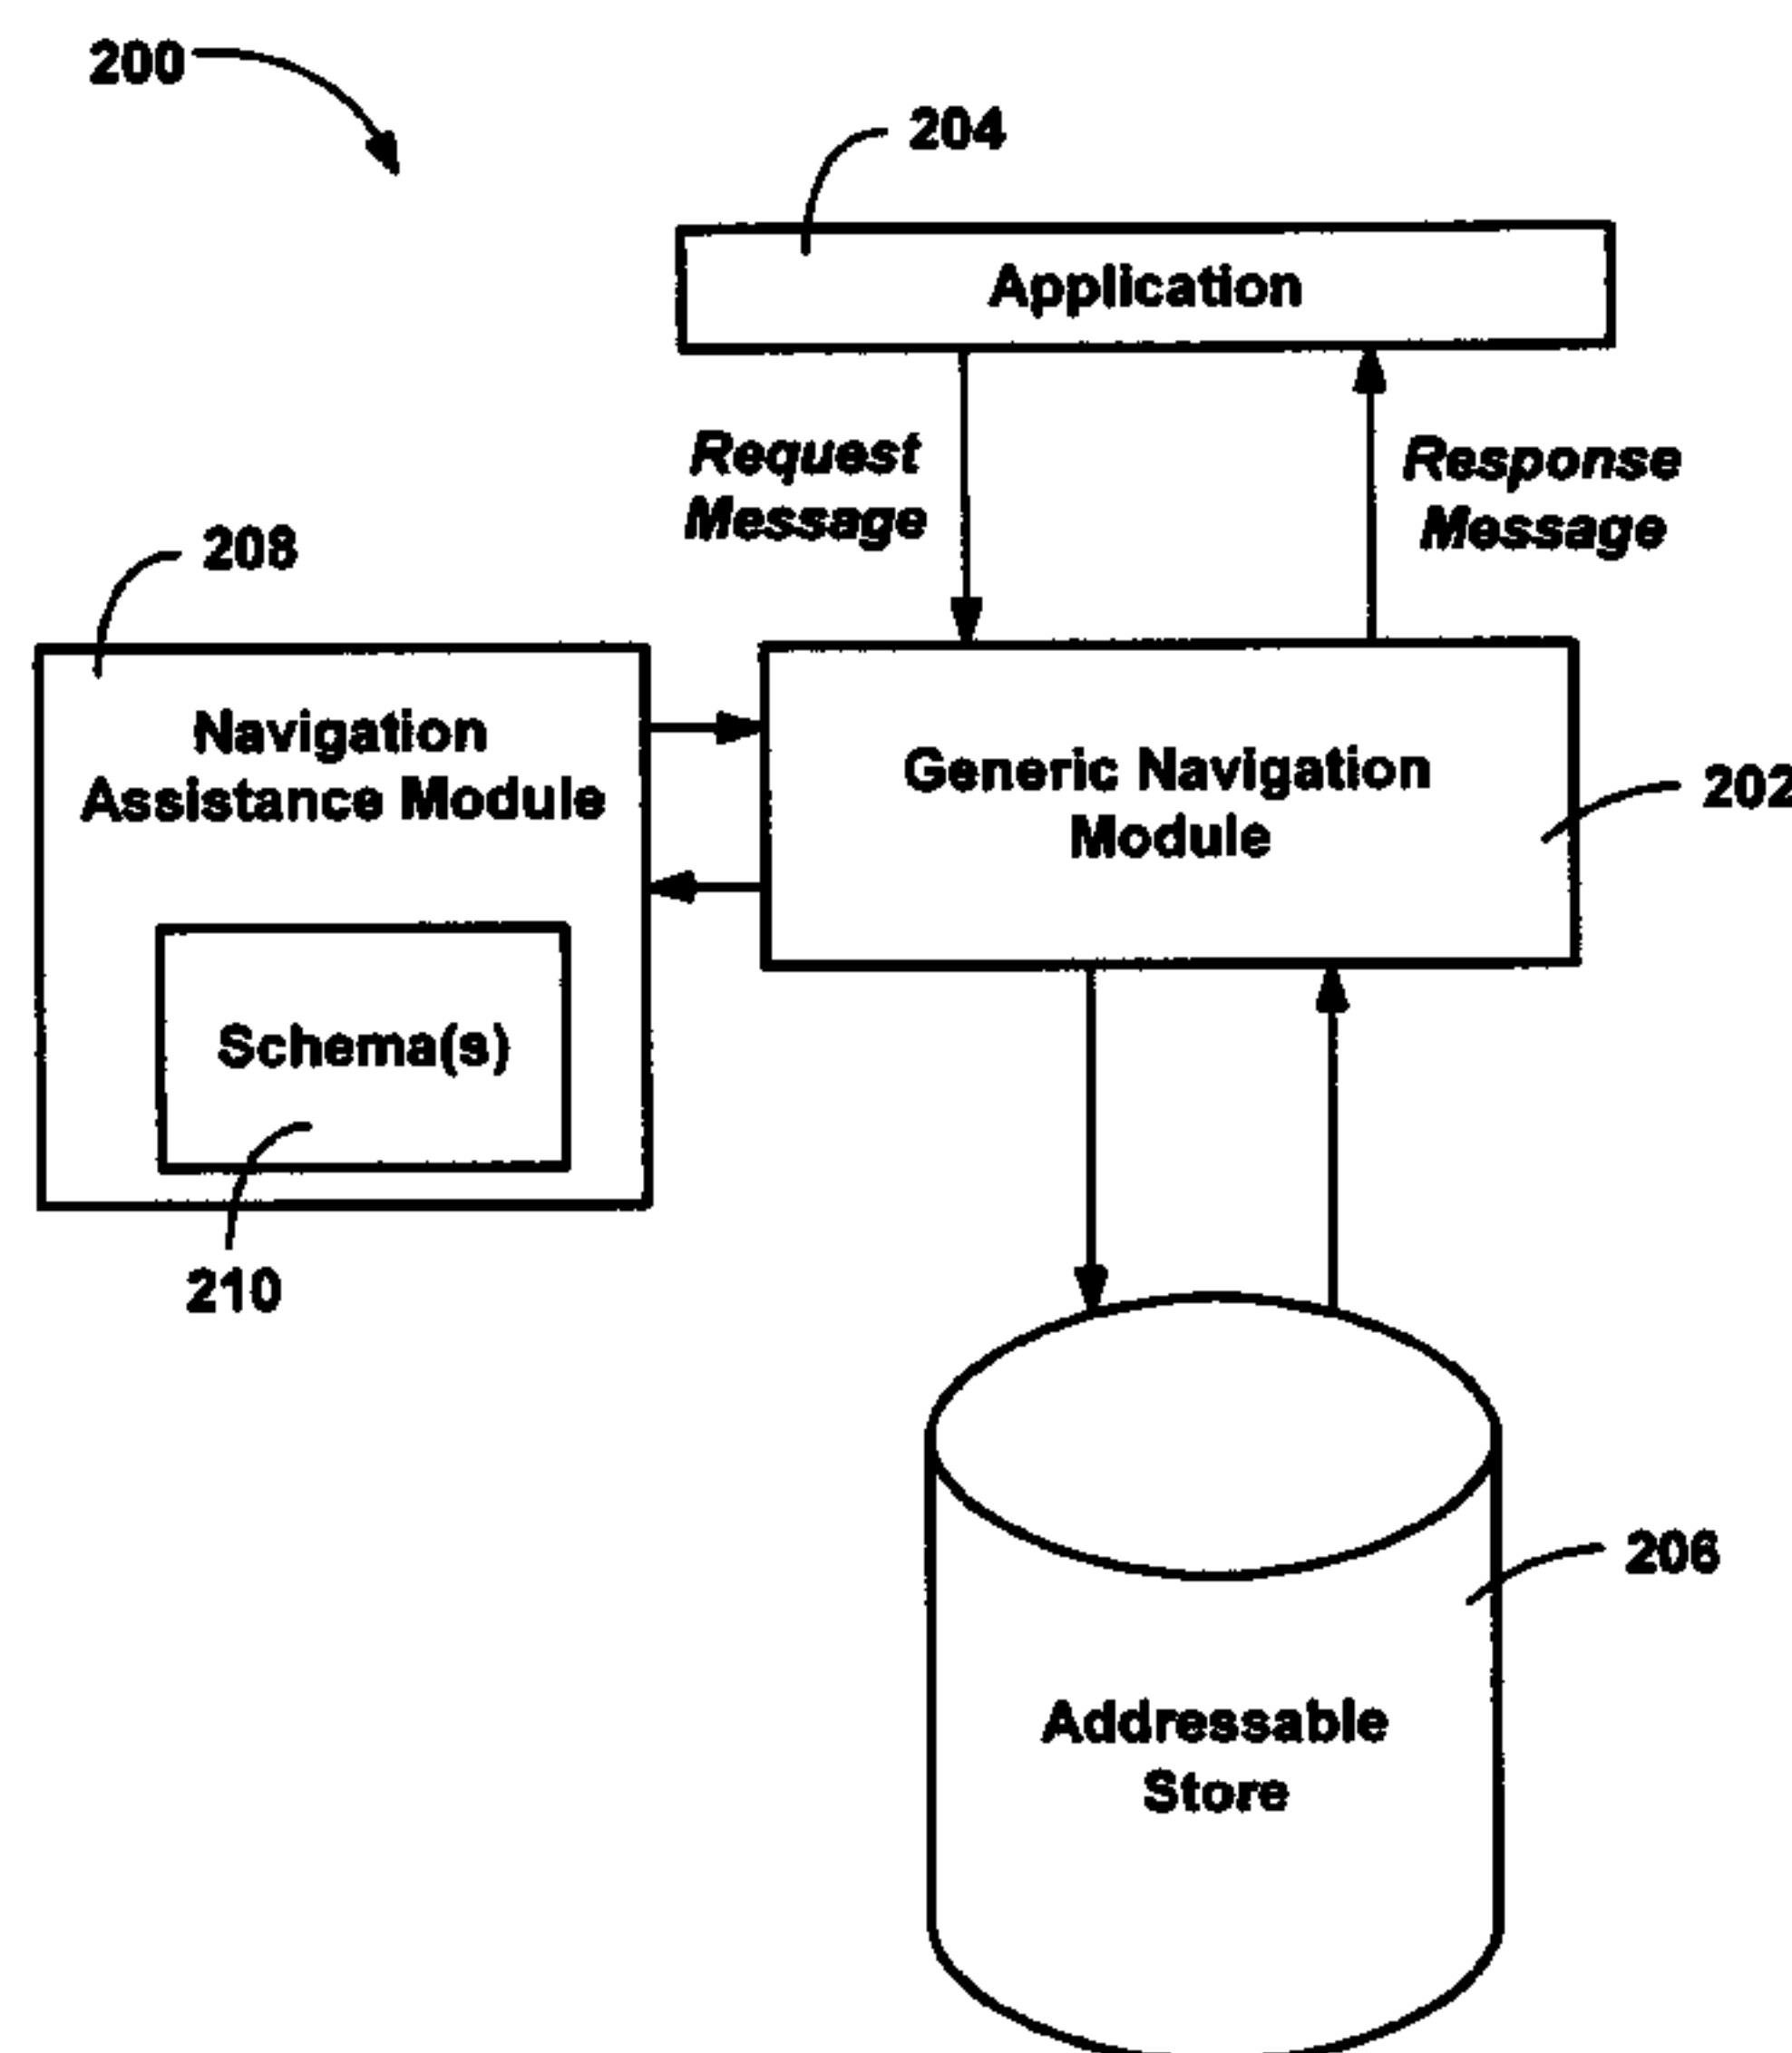 200
204
Application
Request
Message
Response
Message
208
Navigation
Assistance Module
Generic Navigation
Module
202
Schema(s)
210
206
Addressable
Store